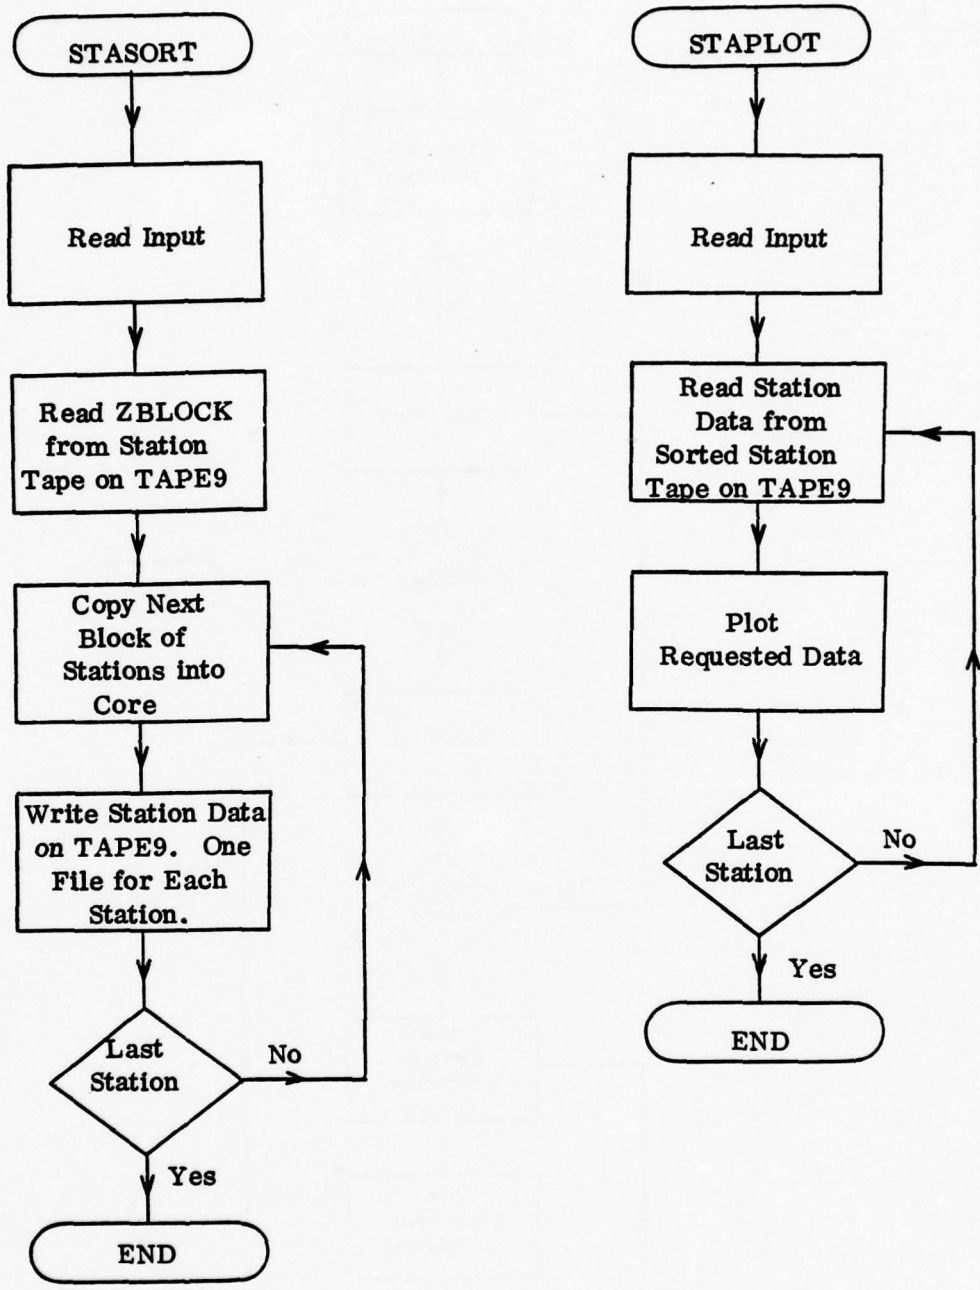 STASORT
Read Input
Read ZBLOCK
from Station
Tape on TAPE9
Copy Next
Block of
Stations into
Core
Write Station Data
on TAPE9. One
File for Each
Station.
Last
Station
No
Yes
END
STAPLOT
Read Input
Read Station
Data from
Sorted Station
Tape on TAPE9
Plot
Requested Data
Last
Station
No
Yes
END